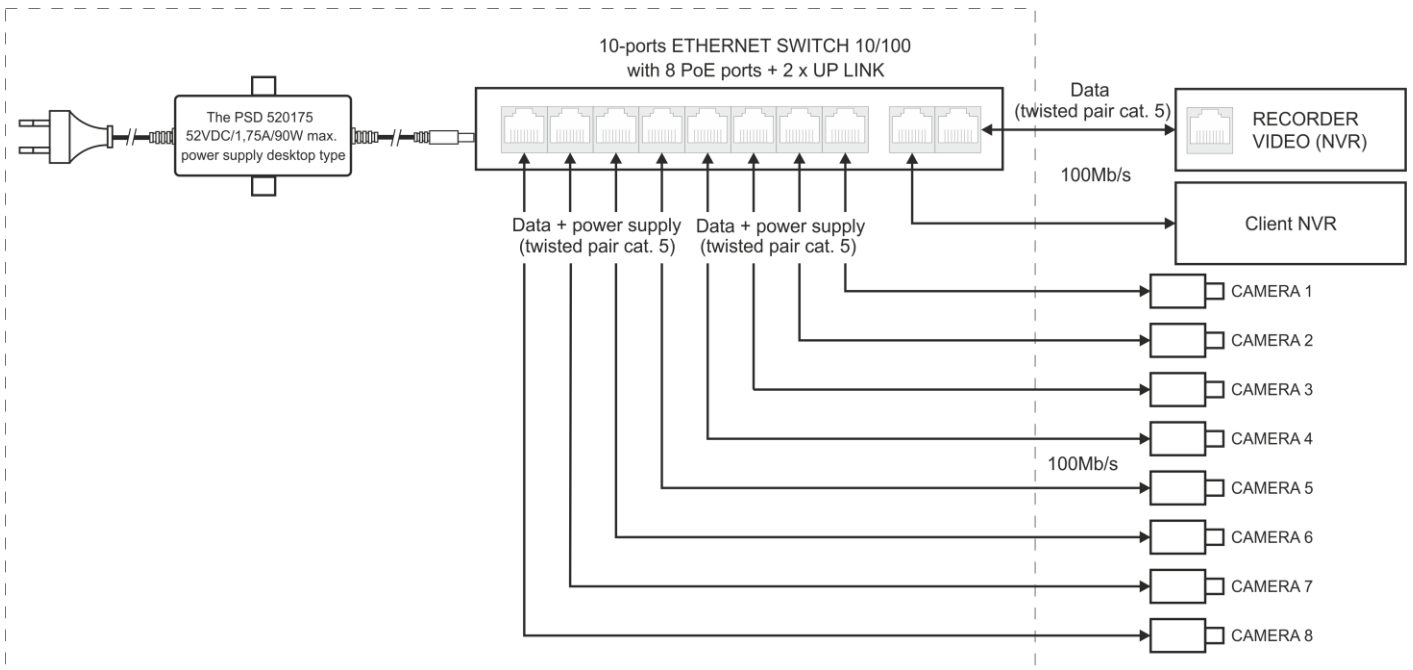 10-ports ETHERNET SWITCH 10/100
with 8 PoE ports + 2 x UP LINK
The PSD 520175
52VDC/1,75A/90W max.
power supply desktop type
Data
(twisted pair cat. 5)
RECORDER
VIDEO (NVR)
100Mb/s
Client NVR
Data + power supply
(twisted pair cat. 5)
Data + power supply
(twisted pair cat. 5)
CAMERA 1
CAMERA 2
CAMERA 3
CAMERA 4
100Mb/s
CAMERA 5
CAMERA 6
CAMERA 7
CAMERA 8